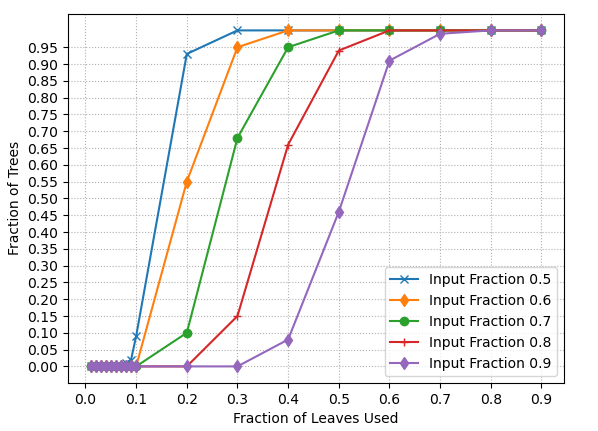 0.95
0.90
0.85
0.80
0.75
0.70
0.65
0.60
0.55
0.50
0.45
0.40
0.35
0.30
0.25
0.20
0.15
0.10
0.05
0.00
Fraction of Trees
Input Fraction 0.5
Input Fraction 0.6
Input Fraction 0.7
Input Fraction 0.8
Input Fraction 0.9
0.0 0.1 0.2 0.3 0.4 0.5 0.6 0.7 0.8 0.9
Fraction of Leaves Used